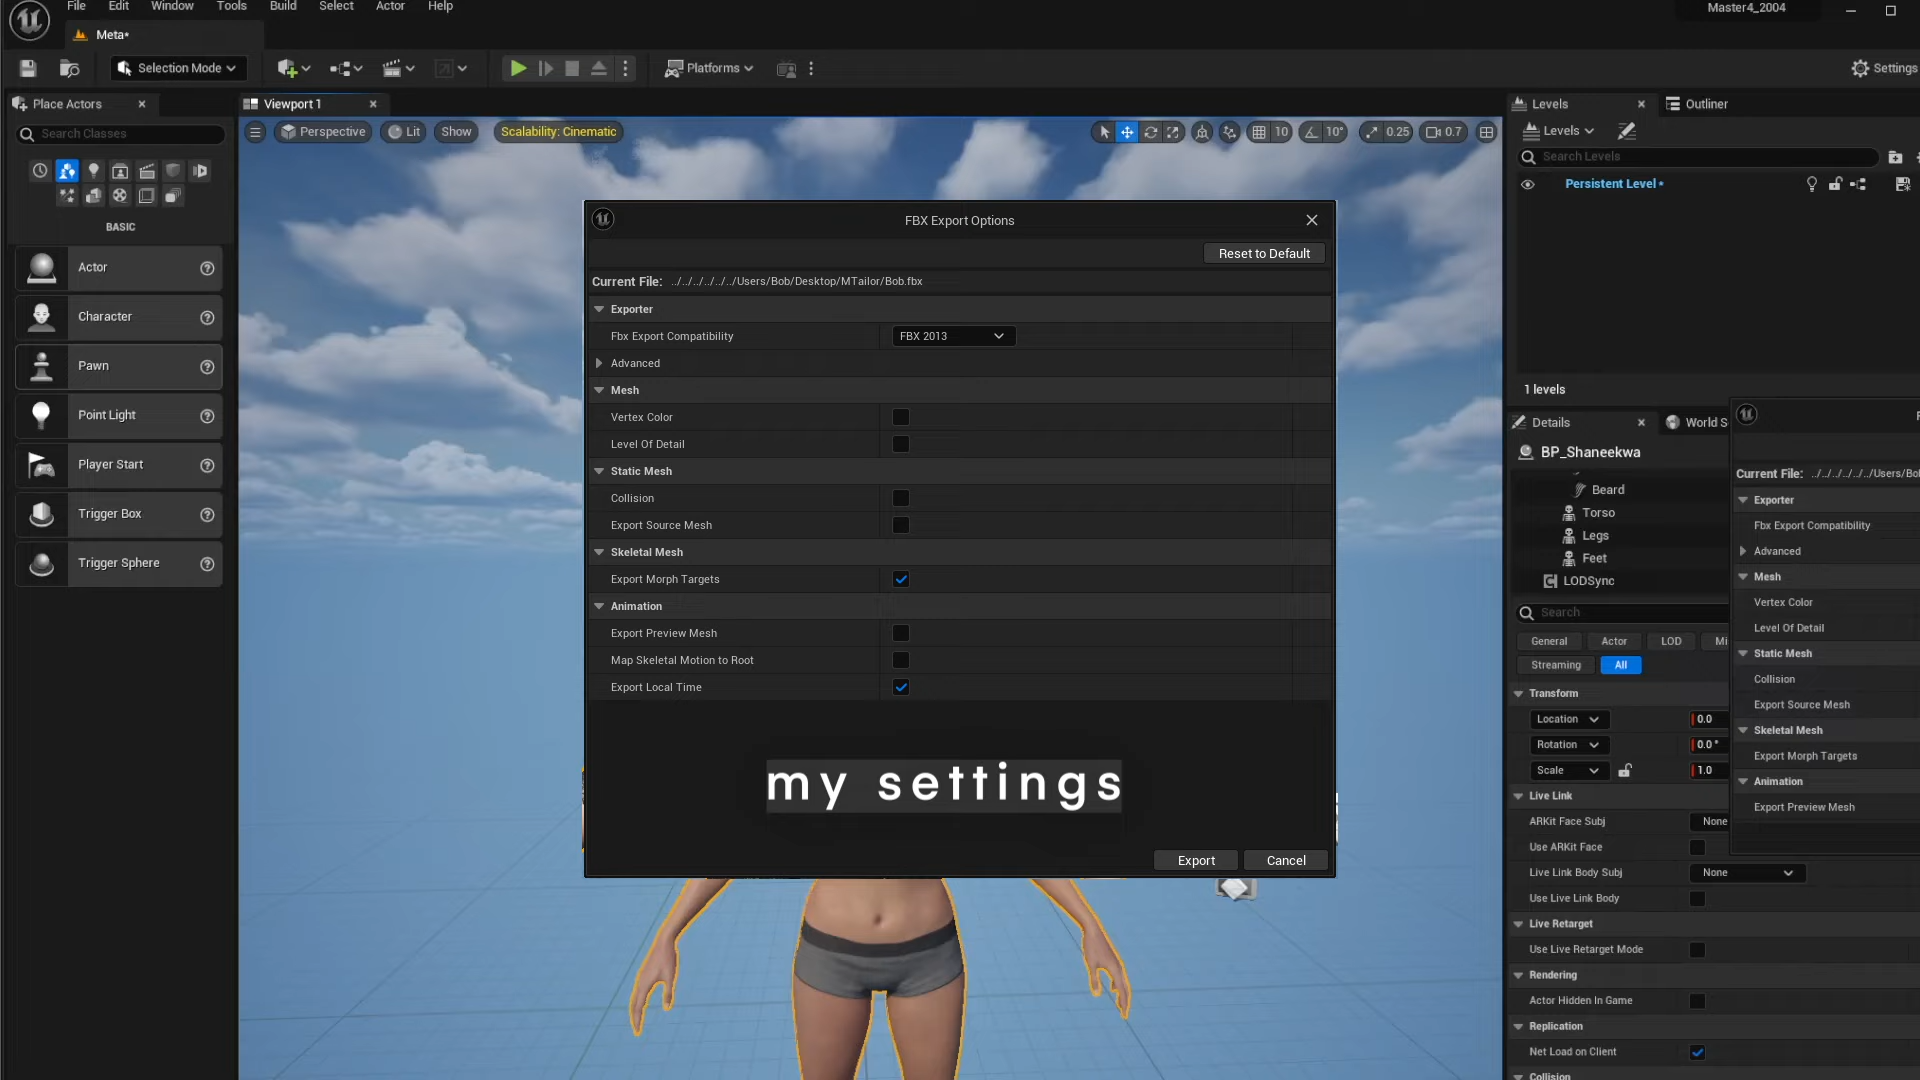 File Edit Window Tools Build Select Actor Help
Master4_2004
Meta*
Selection Mode
Platforms
Settings
Place Actors
Search Classes
BASIC
Actor
Character
Pawn
Point Light
Player Start
Trigger Box
Trigger Sphere
Viewport 1
Perspective Lit Show Scalability: Cinematic
10 10° 0.25 0.7
FBX Export Options
Reset to Default
Current File: ../../../../../../Users/Bob/Desktop/MTailor/Bob.fbx
Exporter
Fbx Export Compatibility FBX 2013
Advanced
Mesh
Vertex Color
Level Of Detail
Static Mesh
Collision
Export Source Mesh
Skeletal Mesh
Export Morph Targets
Animation
Export Preview Mesh
Map Skeletal Motion to Root
Export Local Time
my settings
Export Cancel
Levels Outliner
Levels
Search Levels
Persistent Level
1 levels
Details World S
BP_Shaneekwa
Beard
Torso
Legs
Feet
LODSync
Search
General Actor LOD Mi
Streaming All
Transform
Location 0.0
Rotation 0.0°
Scale 1.0
Live Link
ARKit Face Subj None
Use ARKit Face
Live Link Body Subj None
Use Live Link Body
Live Retarget
Use Live Retarget Mode
Rendering
Actor Hidden In Game
Replication
Net Load on Client
Collision
Current File: ../../../../../../Users/Bo
Exporter
Fbx Export Compatibility
Advanced
Mesh
Vertex Color
Level Of Detail
Static Mesh
Collision
Export Source Mesh
Skeletal Mesh
Export Morph Targets
Animation
Export Preview Mesh